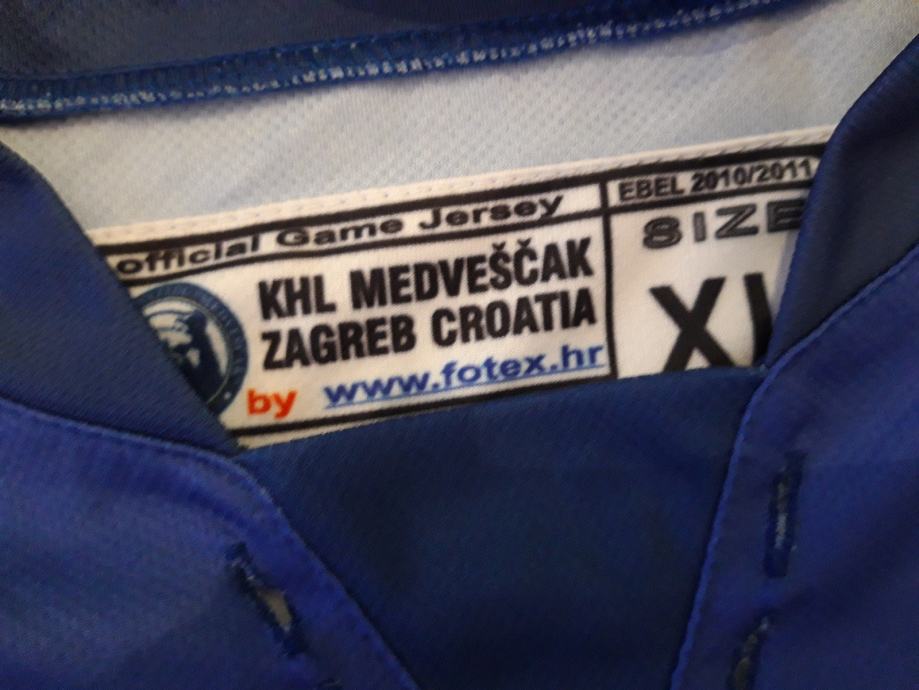 official Game Jersey
EBEL 2010/2011
KHL MEDVEŠČAK
ZAGREB CROATIA
by www.fotex.hr
SIZE